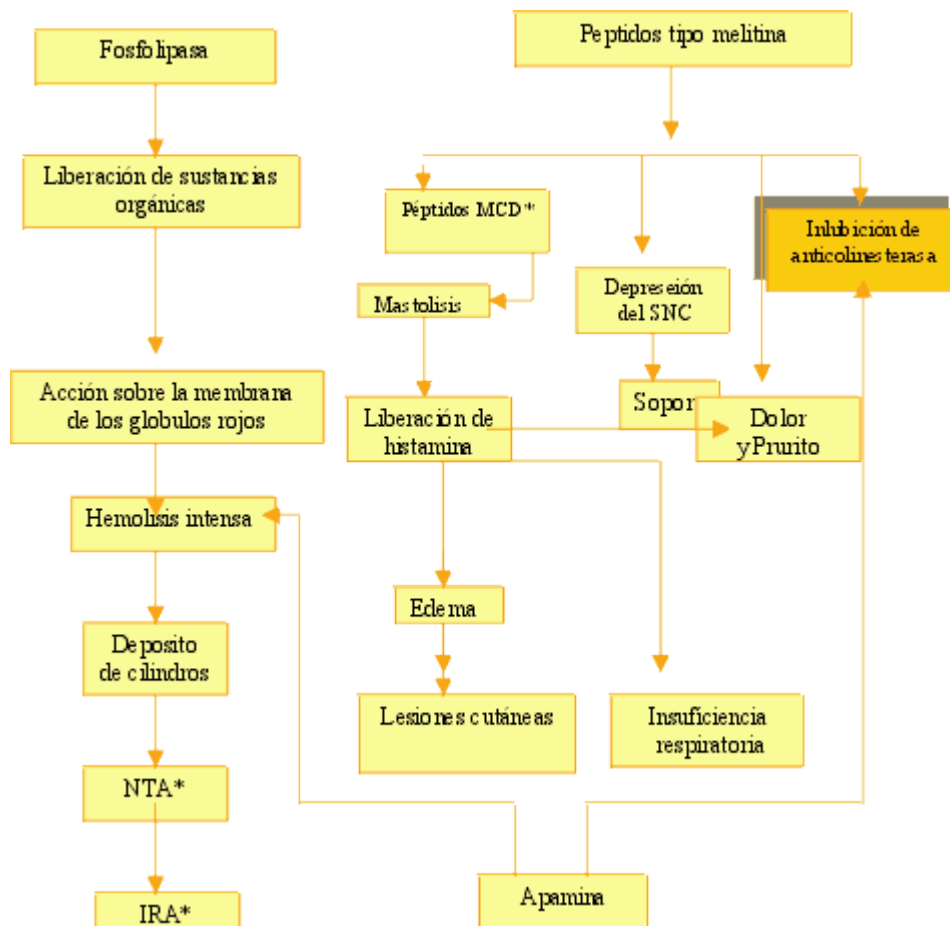 Fosfolipasa
Liberación de sustancias
orgánicas
Acción sobre la membrana
de los globulos rojos
Hemolisis intensa
Deposito
de cilindros
NTA*
IRA*
Peptidos tipo melitina
Péptidos MCD*
Mastolisis
Liberación de
histamina
Edema
Lesiones cutáneas
Depreseión
del SNC
Sopor
Dolor
y Prurito
Insuficiencia
respiratoria
Inhibición de
anticolinesterasa
Apamina